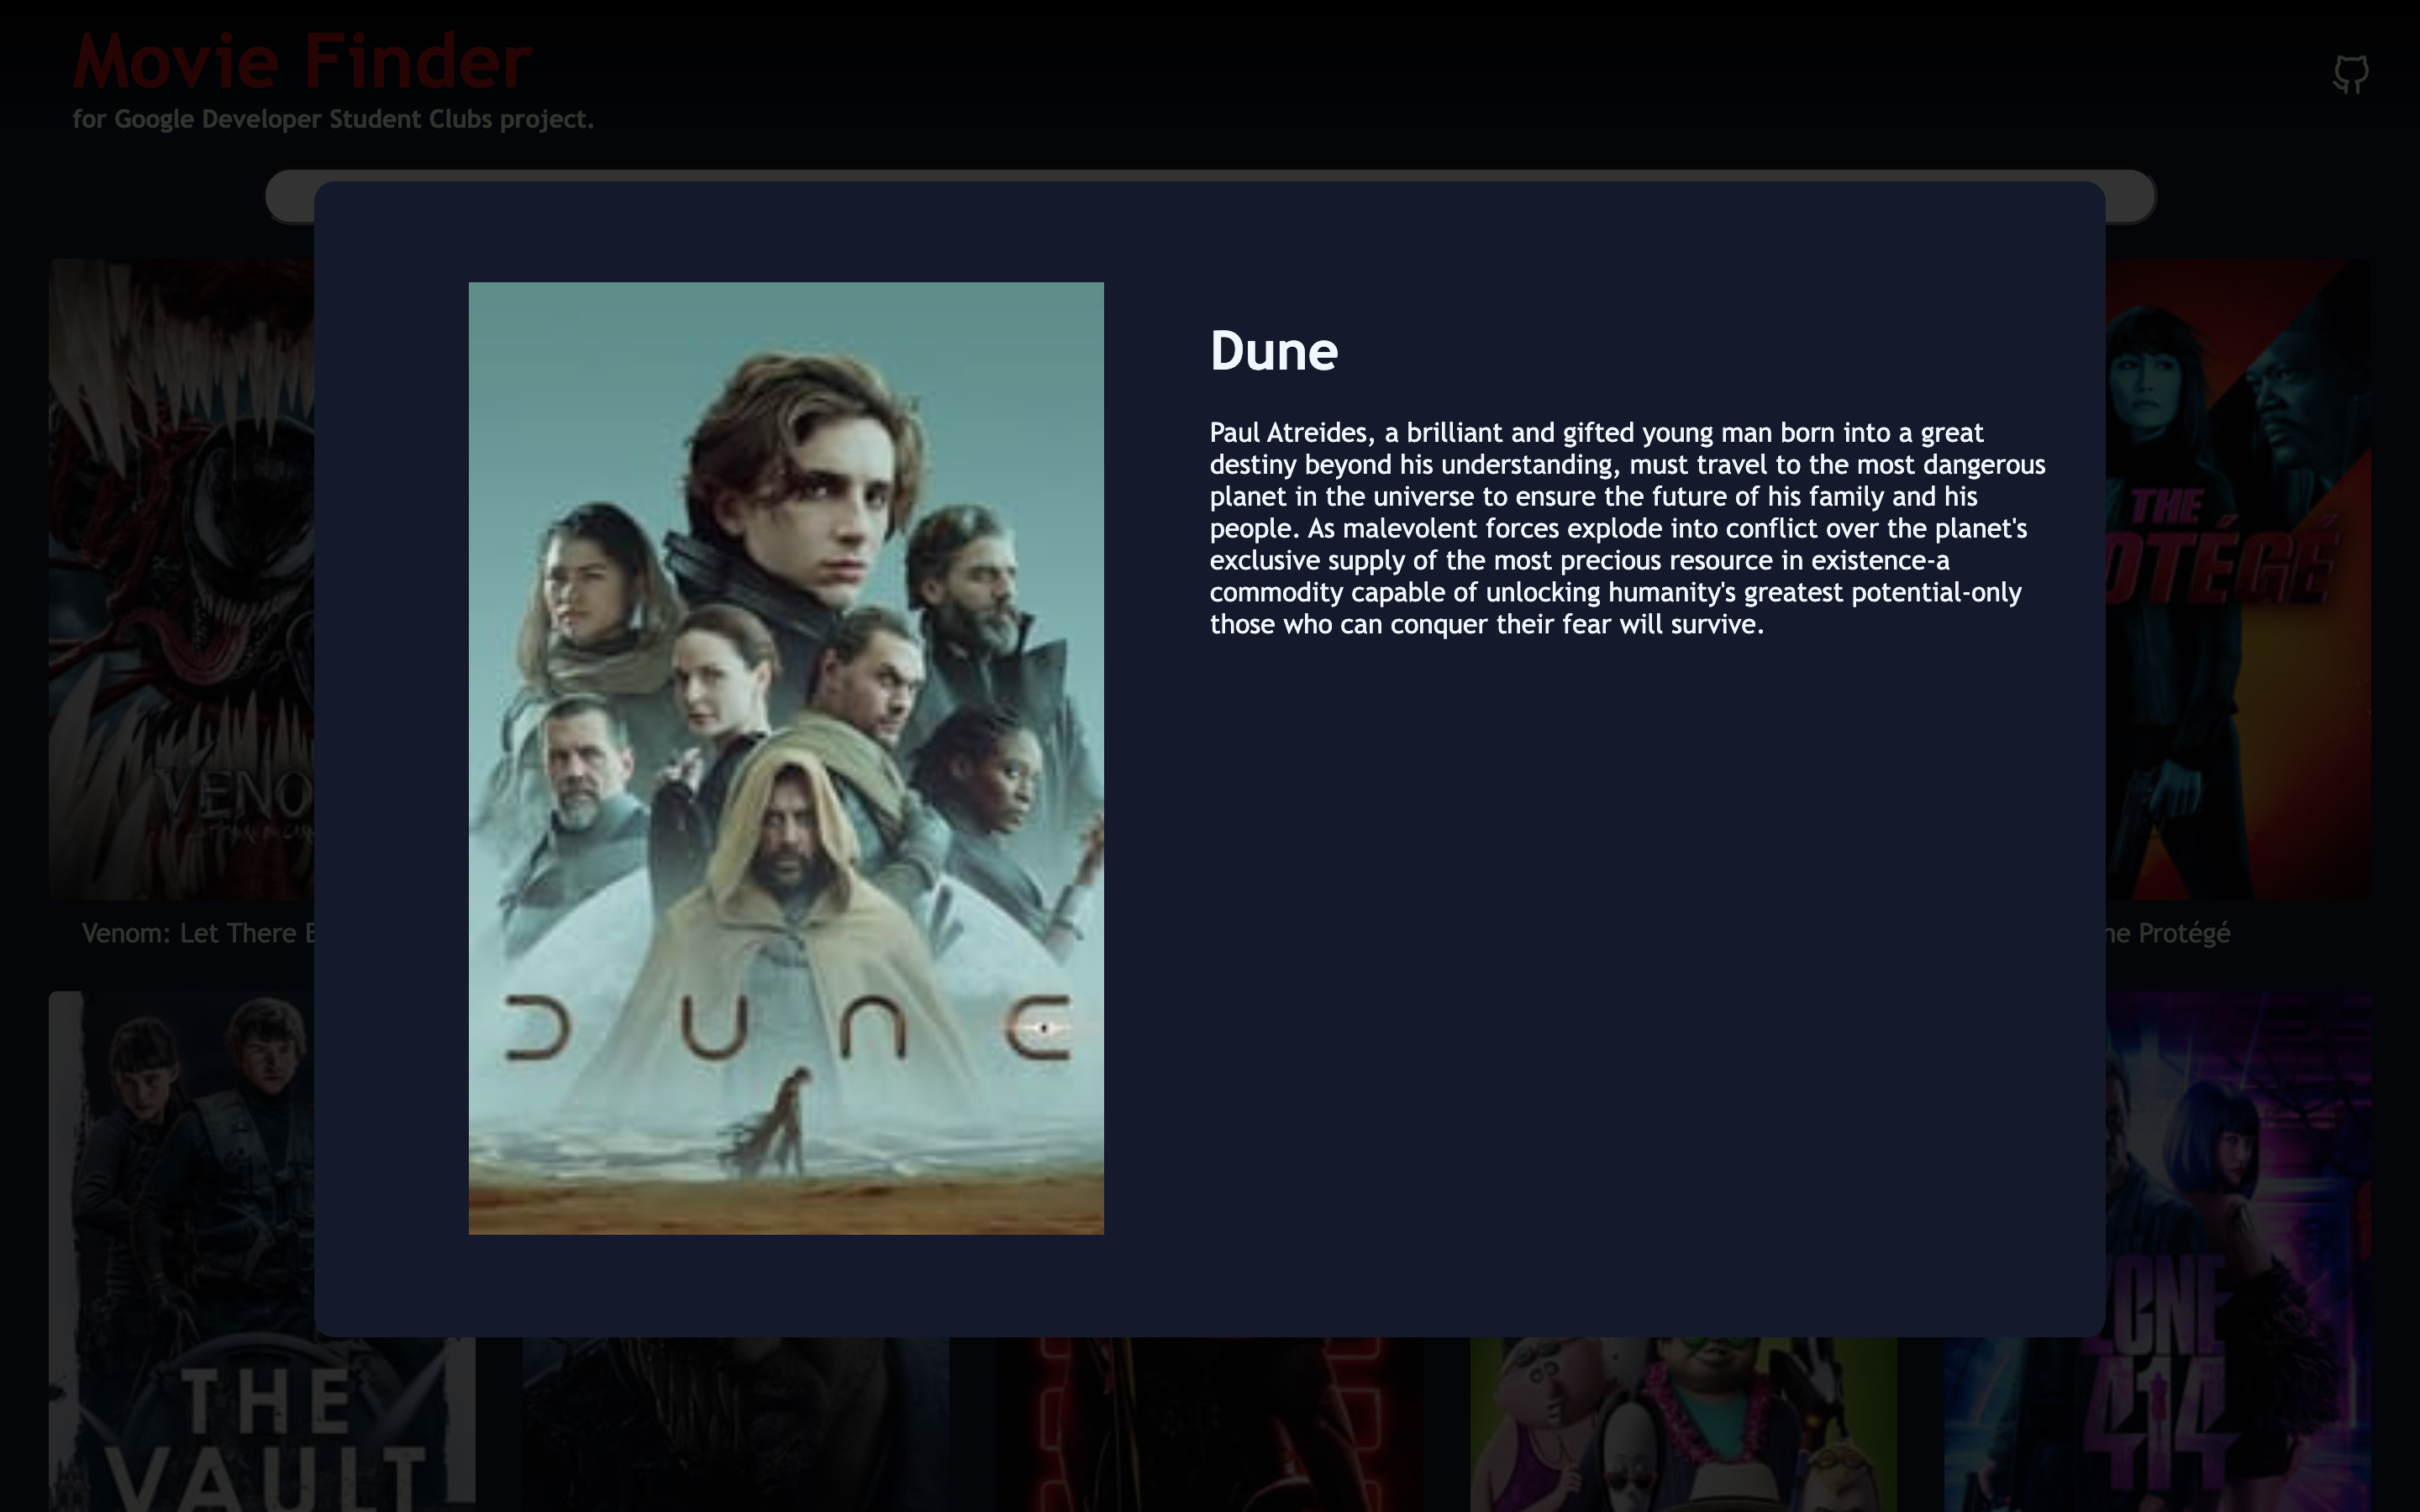 Movie Finder
for Google Developer Student Clubs project.
Dune
Paul Atreides, a brilliant and gifted young man born into a great
destiny beyond his understanding, must travel to the most dangerous
planet in the universe to ensure the future of his family and his
people. As malevolent forces explode into conflict over the planet's
exclusive supply of the most precious resource in existence-a
commodity capable of unlocking humanity's greatest potential-only
those who can conquer their fear will survive.
DUNE
VENO
THE
OTÉGÉ
Venom: Let There
he Protégé
THE
VAULT
ZONE
414